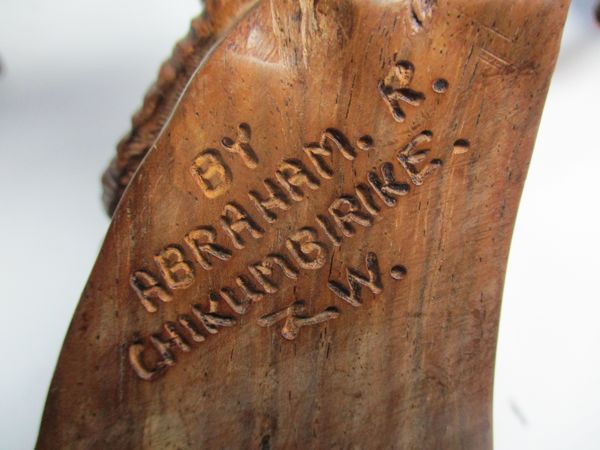 BY
ABRAHAM. R.
CHIKUMBIRIKE.
T.W.